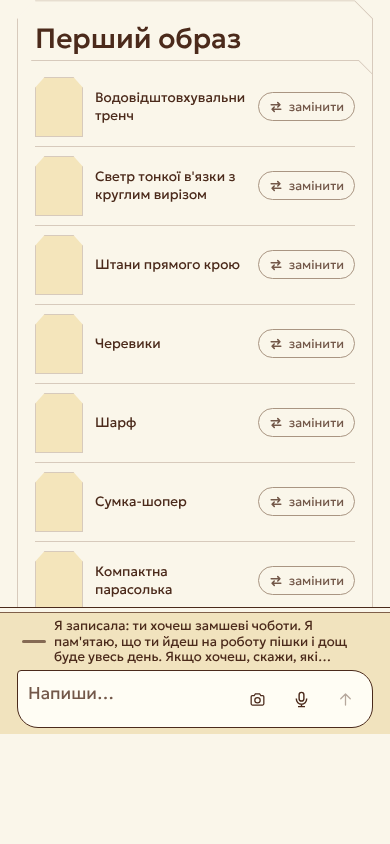 Перший образ
Водовідштовхувальни
тренч
замінити
Светр тонкої в'язки з
круглим вирізом
замінити
Штани прямого крою
замінити
Черевики
замінити
Шарф
замінити
Сумка-шопер
замінити
Компактна
парасолька
замінити
Я записала: ти хочеш замшеві чоботи. Я
пам'ятаю, що ти йдеш на роботу пішки і дощ
буде увесь день. Якщо хочеш, скажи, які…
Напиши…